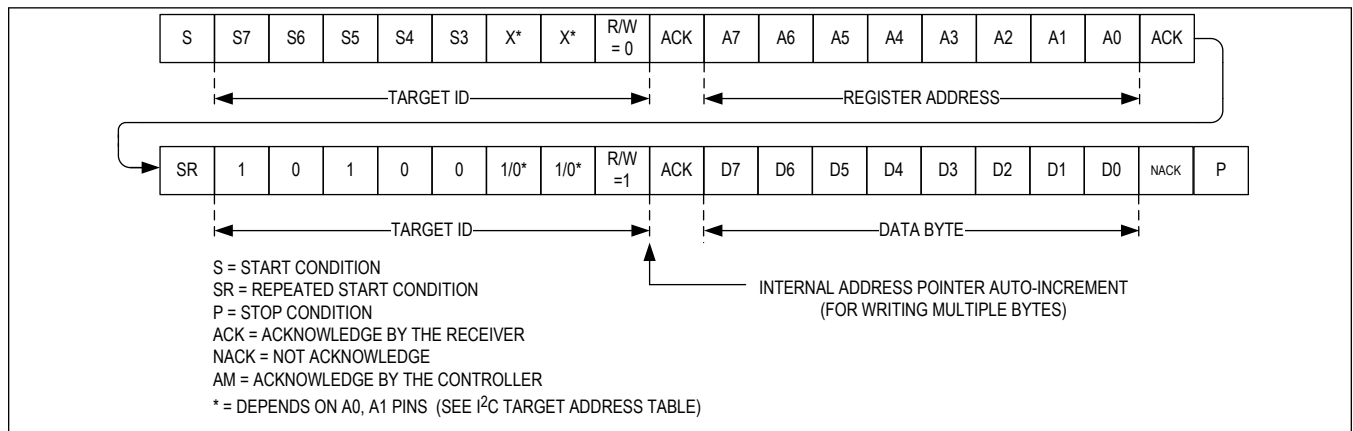 S S7 S6 S5 S4 S3 X* X* R/W = 0 ACK A7 A6 A5 A4 A3 A2 A1 A0 ACK
TARGET ID REGISTER ADDRESS
SR 1 0 1 0 0 1/0* 1/0* R/W =1 ACK D7 D6 D5 D4 D3 D2 D1 D0 NACK P
TARGET ID DATA BYTE
S = START CONDITION
SR = REPEATED START CONDITION
P = STOP CONDITION
ACK = ACKNOWLEDGE BY THE RECEIVER
NACK = NOT ACKNOWLEDGE
AM = ACKNOWLEDGE BY THE CONTROLLER
* = DEPENDS ON A0, A1 PINS (SEE I²C TARGET ADDRESS TABLE)
INTERNAL ADDRESS POINTER AUTO-INCREMENT
(FOR WRITING MULTIPLE BYTES)